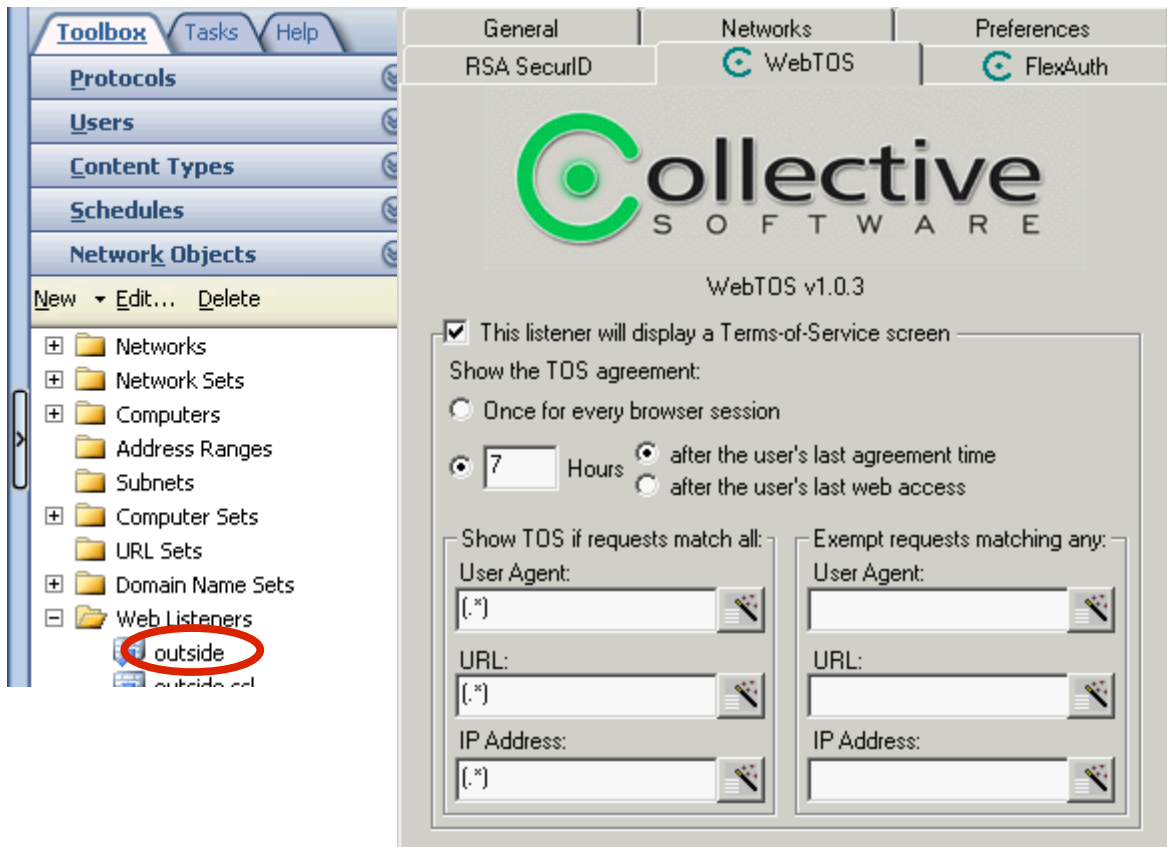 Toolbox Tasks Help
Protocols
Users
Content Types
Schedules
Network Objects
New Edit... Delete
Networks
Network Sets
Computers
Address Ranges
Subnets
Computer Sets
URL Sets
Domain Name Sets
Web Listeners
outside
outside ssl
General Networks Preferences
RSA SecurID WebTOS FlexAuth
Collective
SOFTWARE
WebTOS v1.0.3
This listener will display a Terms-of-Service screen
Show the TOS agreement:
Once for every browser session
7 Hours after the user's last agreement time
after the user's last web access
Show TOS if requests match all:
User Agent:
(.*)
URL:
(.*)
IP Address:
(.*)
Exempt requests matching any:
User Agent:
URL:
IP Address: